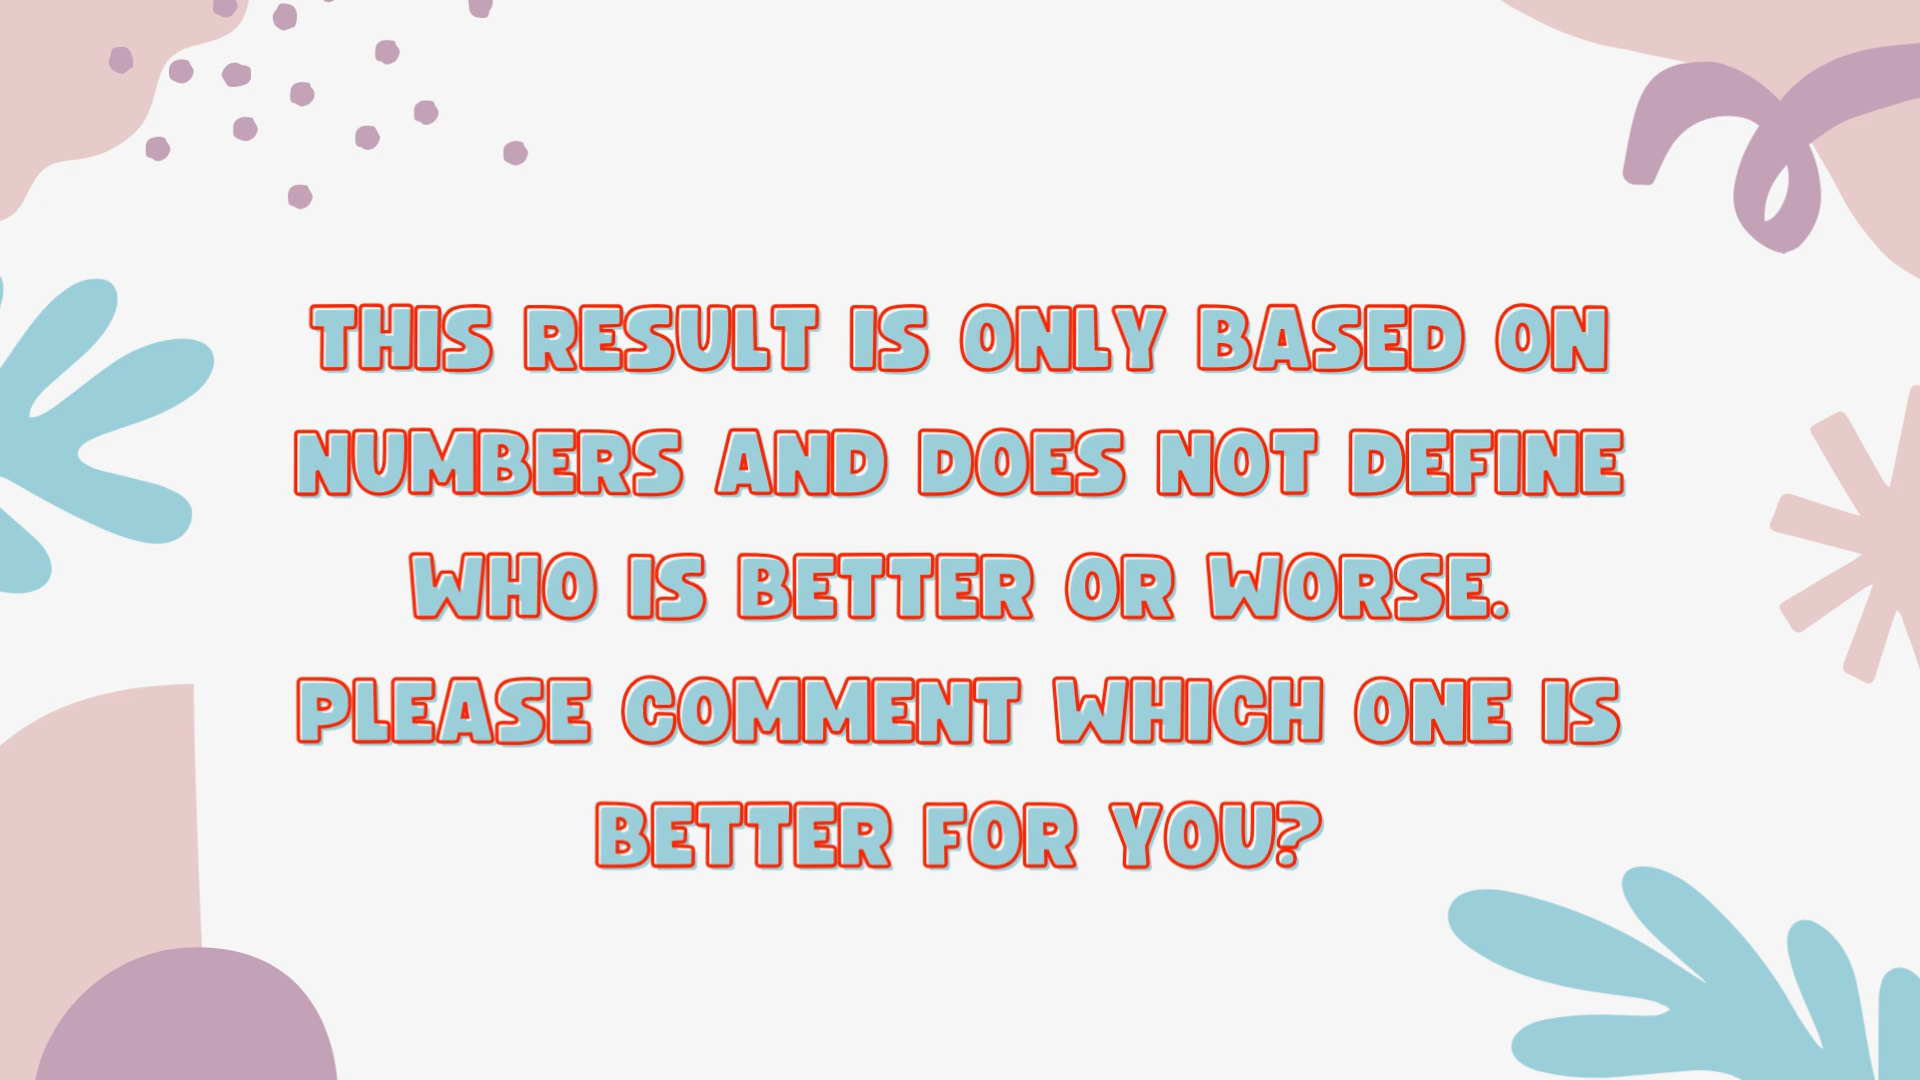 THIS RESULT IS ONLY BASED ON
NUMBERS AND DOES NOT DEFINE
WHO IS BETTER OR WORSE.
PLEASE COMMENT WHICH ONE IS
BETTER FOR YOU?